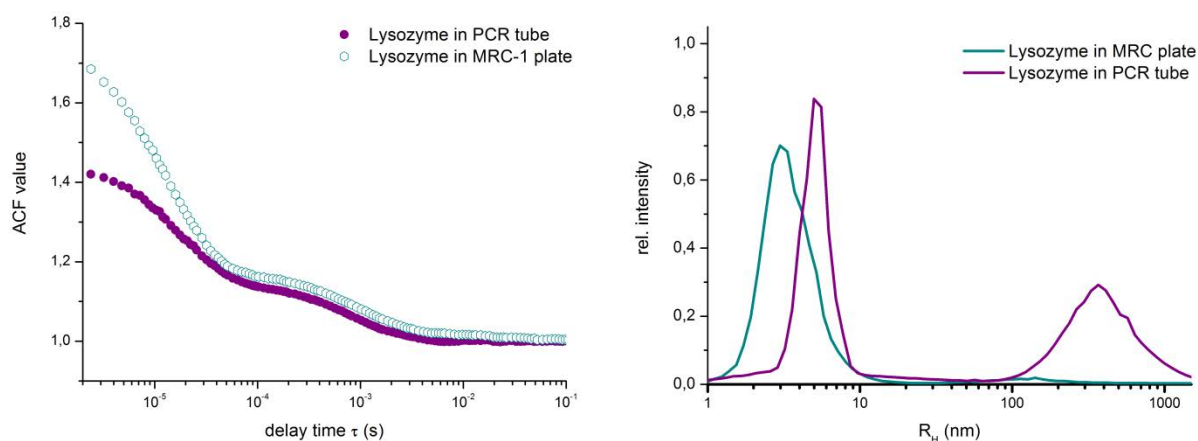 1,8
1,6
1,4
1,2
1,0
ACF value
Lysozyme in PCR tube
Lysozyme in MRC-1 plate
10-5
10-4
10-3
10-2
10-1
delay time τ (s)
1,0
0,8
0,6
0,4
0,2
0,0
rel. intensity
Lysozyme in MRC plate
Lysozyme in PCR tube
1
10
100
1000
RH (nm)